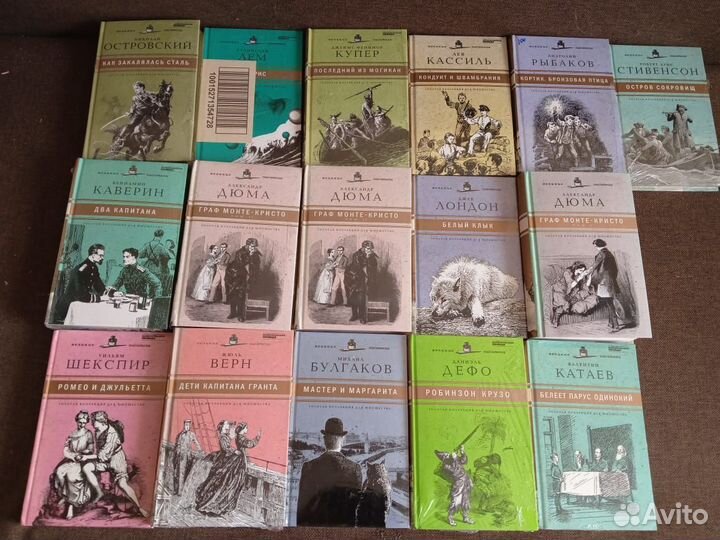 НИКОЛАЙ
ОСТРОВСКИЙ
КАК ЗАКАЛЯЛАСЬ СТАЛЬ
ЛЕМ
10015271354728
ДЖЕЙМС ФЕНИМОР
КУПЕР
ПОСЛЕДНИЙ ИЗ МОГИКАН
ЛЕВ
КАССИЛЬ
КОНДУИТ И ШВАМБРАНИЯ
АНАТОЛИЙ
РЫБАКОВ
КОРТИК. БРОНЗОВАЯ ПТИЦА
СТИВЕНСОН
ОСТРОВ СОКРОВИЩ
ВЕНИАМИН
КАВЕРИН
ДВА КАПИТАНА
АЛЕКСАНДР
ДЮМА
ГРАФ МОНТЕ-КРИСТО
АЛЕКСАНДР
ДЮМА
ГРАФ МОНТЕ-КРИСТО
ДЖЕК
ЛОНДОН
БЕЛЫЙ КЛЫК
АЛЕКСАНДР
ДЮМА
ГРАФ МОНТЕ-КРИСТО
УИЛЬЯМ
ШЕКСПИР
РОМЕО И ДЖУЛЬЕТТА
ЖЮЛЬ
ВЕРН
ДЕТИ КАПИТАНА ГРАНТА
МИХАИЛ
БУЛГАКОВ
МАСТЕР И МАРГАРИТА
ДАНИЭЛЬ
ДЕФО
РОБИНЗОН КРУЗО
ВАЛЕНТИН
КАТАЕВ
БЕЛЕЕТ ПАРУС ОДИНОКИЙ
Avito